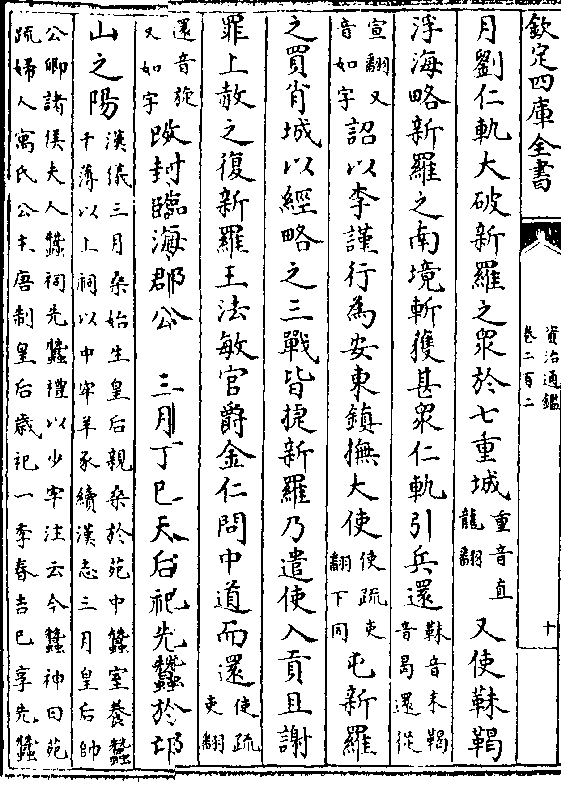 欽定四庫全書
資治通鑑
卷二百二
十
月劉仁軌大破新羅之衆於七重城重音直龍翻又使靺鞨
浮海略新羅之南境斬獲甚衆仁軌引兵還靺音末鞨音曷還從
宣翻又音如字詔以李謹行為安東鎮撫大使使疏吏翻下同屯新羅
之買肖城以經略之三戰皆捷新羅乃遣使入貢且謝
罪上赦之復新羅王法敏官爵金仁問中道而還使疏吏翻
還音旋又如字改封臨海郡公 三月丁巳天后祀先蠶於邙
山之陽漢儀三月桑始生皇后親桑於苑中蠶室養蠶千薄以上祠以中牢羊豕續漢志三月皇后帥
公卿諸侯夫人蠶祠先蠶禮以少牢注云今蠶神曰苑窳婦人寓氏公主唐制皇后歳祀一季春吉巳享先蠶